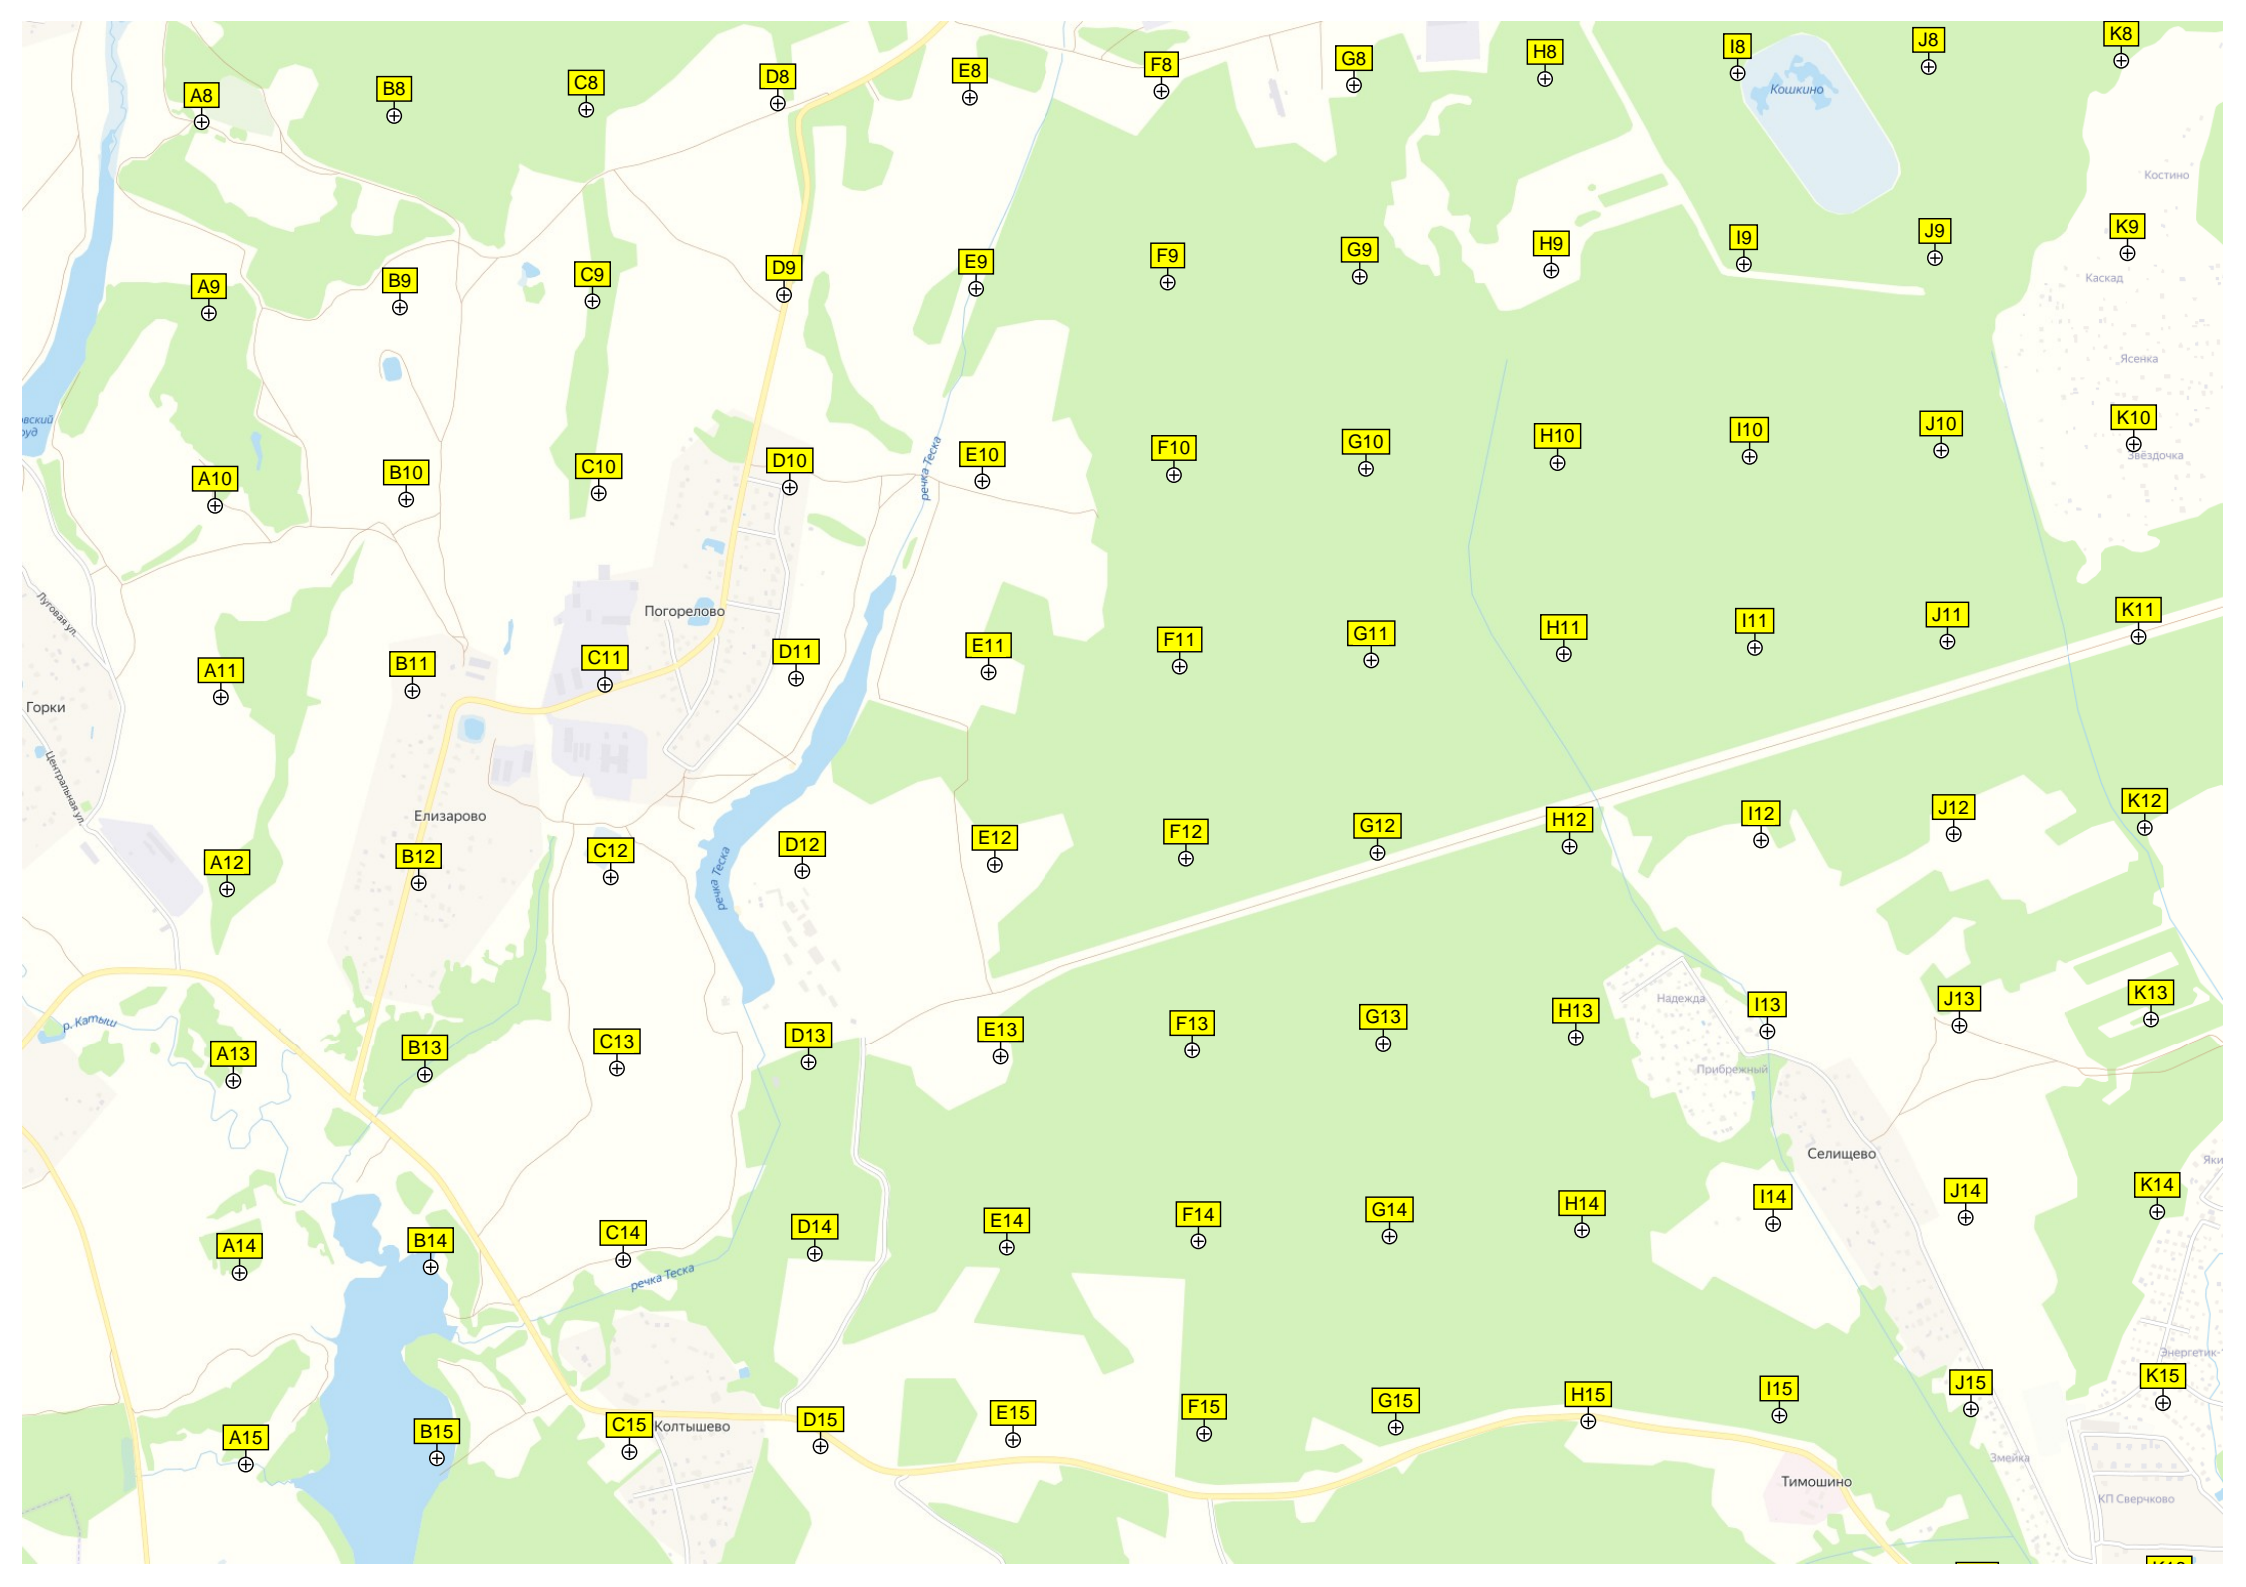 A8 B8 C8 D8 E8 F8 G8 H8 I8 J8 K8
Кошкино
Костино
A9 B9 C9 D9 E9 F9 G9 H9 I9 J9 K9
Каскад
Ясенка
A10 B10 C10 D10 E10 F10 G10 H10 I10 J10 K10
речка Теска
Звёздочка
Луговая ул.
Погорелово
A11 B11 C11 D11 E11 F11 G11 H11 I11 J11 K11
Горки
Центральная ул.
Елизарово
A12 B12 C12 D12 E12 F12 G12 H12 I12 J12 K12
речка Теска
Надежда
р. Катыш
A13 B13 C13 D13 E13 F13 G13 H13 I13 J13 K13
Прибрежный
Селищево
Яки
A14 B14 C14 D14 E14 F14 G14 H14 I14 J14 K14
речка Теска
Энергетик-
A15 B15 C15 D15 E15 F15 G15 H15 I15 J15 K15
Колтышево
Змейка
Тимошино
КП Сверчково